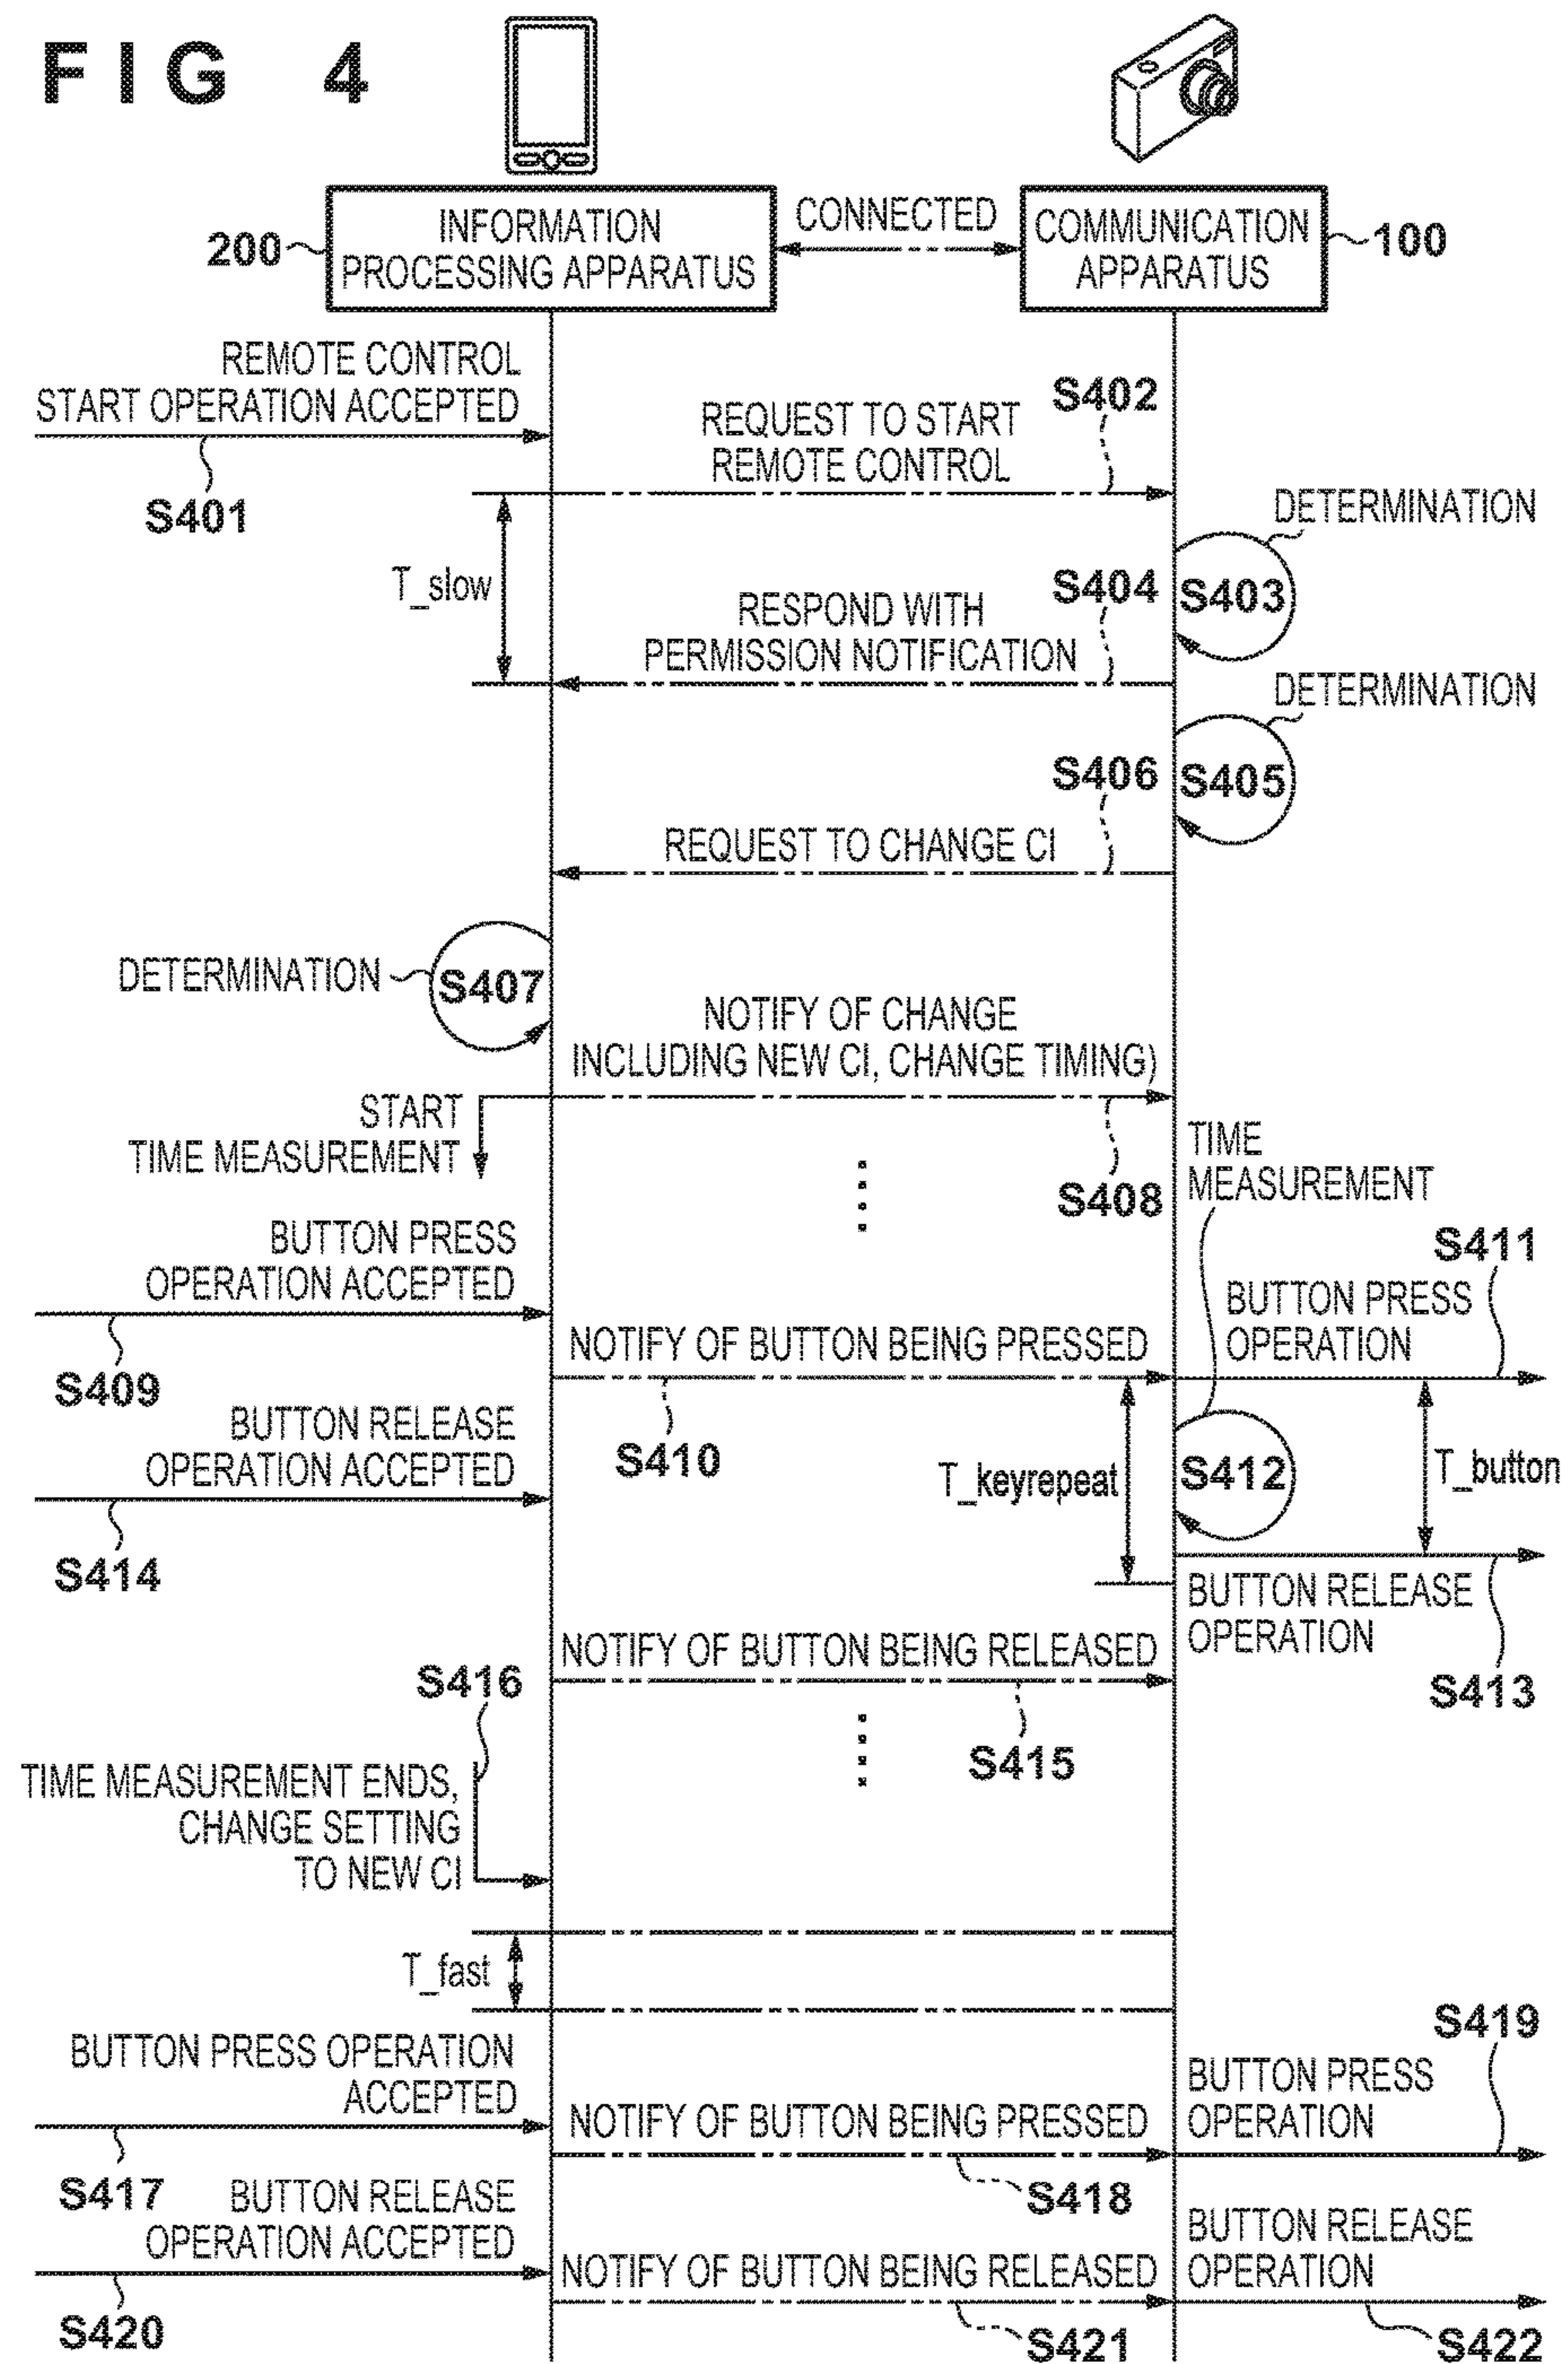 FIG 4
INFORMATION
PROCESSING APPARATUS
200
CONNECTED
COMMUNICATION
APPARATUS
100
REMOTE CONTROL
START OPERATION ACCEPTED
S401
REQUEST TO START
REMOTE CONTROL
S402
T_slow
DETERMINATION
S403
RESPOND WITH
PERMISSION NOTIFICATION
S404
DETERMINATION
S405
S406
REQUEST TO CHANGE CI
DETERMINATION
S407
NOTIFY OF CHANGE
INCLUDING NEW CI, CHANGE TIMING)
START
TIME MEASUREMENT
S408
TIME
MEASUREMENT
BUTTON PRESS
OPERATION ACCEPTED
S409
NOTIFY OF BUTTON BEING PRESSED
S410
S411
BUTTON PRESS
OPERATION
BUTTON RELEASE
OPERATION ACCEPTED
S414
T_keyrepeat
S412
T_button
BUTTON RELEASE
OPERATION
S413
NOTIFY OF BUTTON BEING RELEASED
S415
S416
TIME MEASUREMENT ENDS,
CHANGE SETTING
TO NEW CI
T_fast
BUTTON PRESS OPERATION
ACCEPTED
S417
NOTIFY OF BUTTON BEING PRESSED
S418
S419
BUTTON PRESS
OPERATION
BUTTON RELEASE
OPERATION ACCEPTED
S420
NOTIFY OF BUTTON BEING RELEASED
S421
BUTTON RELEASE
OPERATION
S422